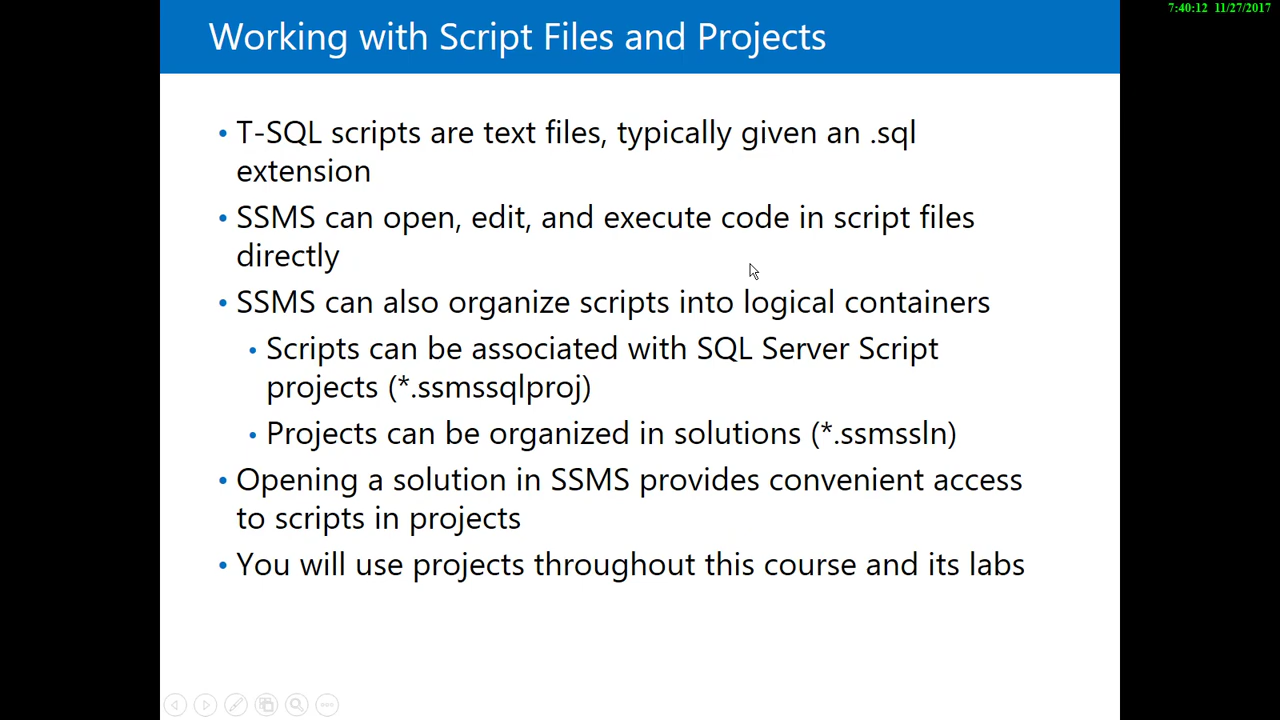 7:40:12 11/27/2017
Working with Script Files and Projects
• T-SQL scripts are text files, typically given an .sql
extension
• SSMS can open, edit, and execute code in script files
directly
• SSMS can also organize scripts into logical containers
• Scripts can be associated with SQL Server Script
projects (*.ssmssqlproj)
• Projects can be organized in solutions (*.ssmssln)
• Opening a solution in SSMS provides convenient access
to scripts in projects
• You will use projects throughout this course and its labs